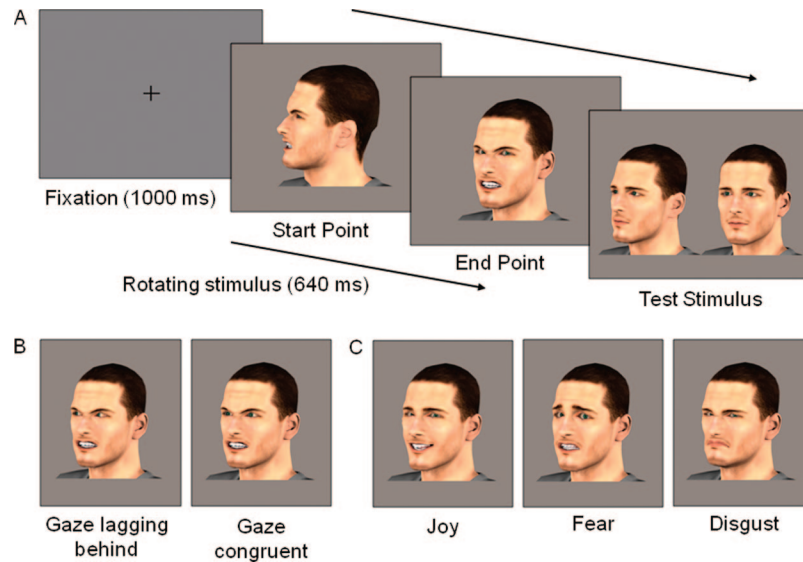 A
Fixation (1000 ms)
Start Point
End Point
Test Stimulus
Rotating stimulus (640 ms)
B
Gaze lagging
behind
Gaze
congruent
C
Joy
Fear
Disgust